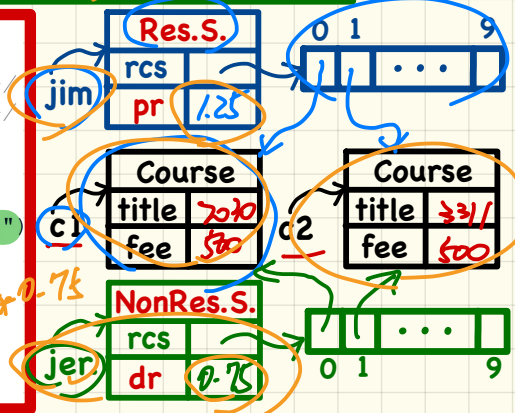 Res.S.
0 1 9
rcs
...
jim
pr 1.25
Course
Course
")
c1
title 2030
c2
title 3311
fee 500
fee 500
0.75
NonRes.S.
rcs
...
jer
dr 0.75
0 1 9